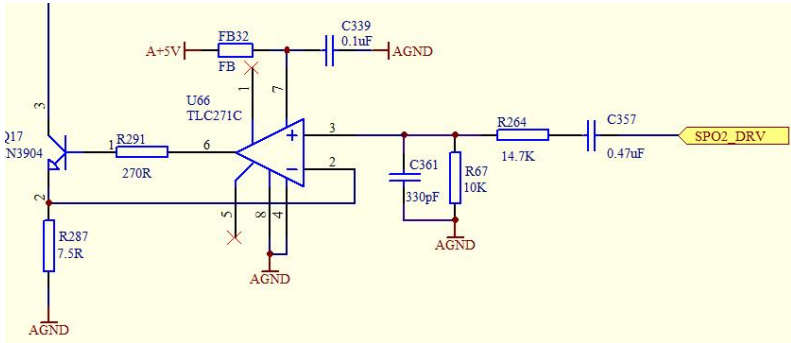 C339
FB32
0.1uF
A+5V
AGND
FB
1
7
U66
TLC271C
3
Q17
N3904
1
R291
270R
6
3
2
R264
14.7K
C357
0.47uF
SPO2_DRV
C361
330pF
R67
10K
2
5
8
4
R287
7.5R
AGND
AGND
AGND